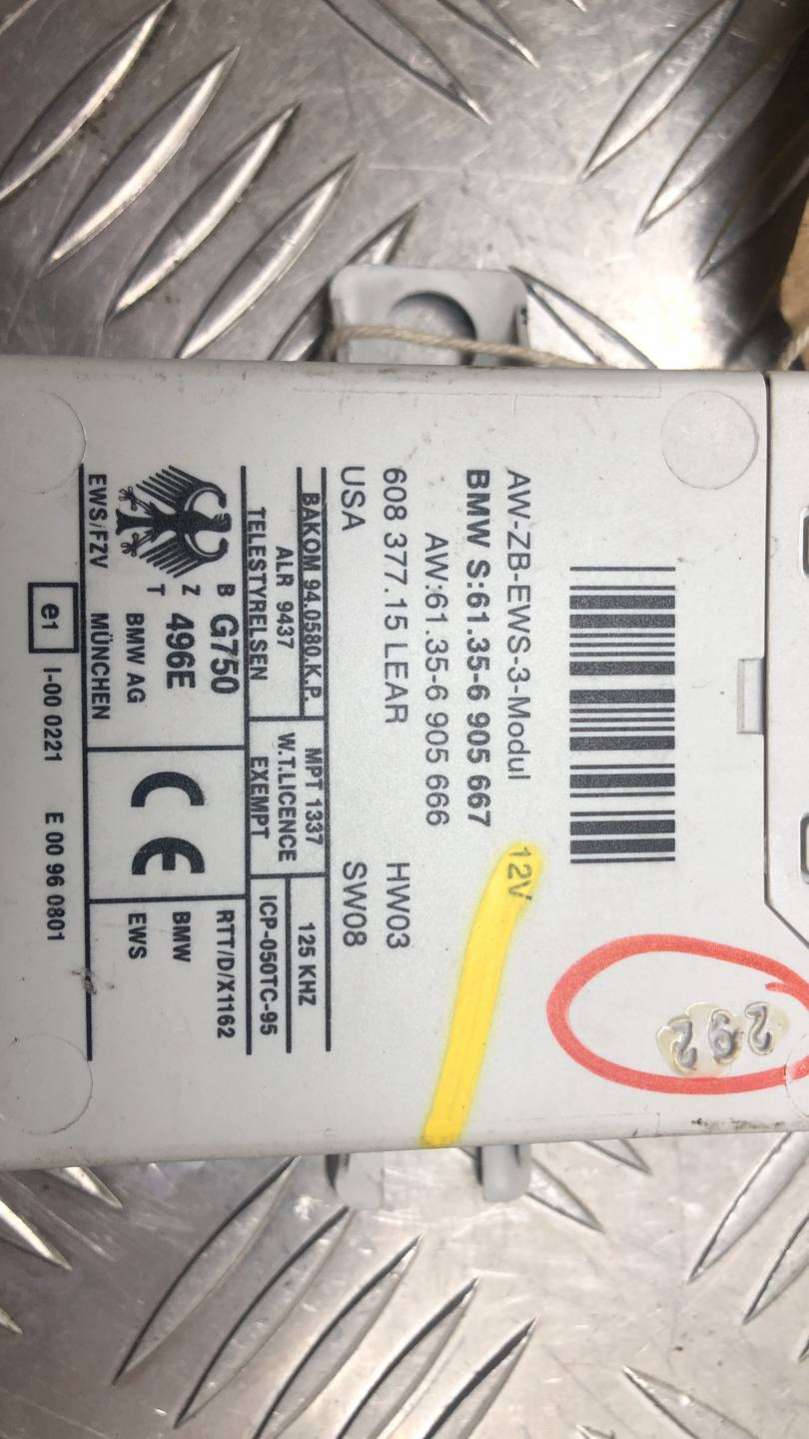 292
AW-ZB-EWS-3-Modul 12V
BMW S:61.35-6 905 667
AW:61.35-6 905 666
608 377.15 LEAR HW03
USA SW08
BAKOM 94.0580.K.P. MPT 1337 125 KHZ
ALR 9437 W.T.LICENCE ICP-050TC-95
TELESTYRELSEN EXEMPT
B G750 RTT/D/X1162
Z 496E BMW
T BMW AG CE EWS
EWS/FZV MÜNCHEN
e1 I-00 0221 E 00 96 0801